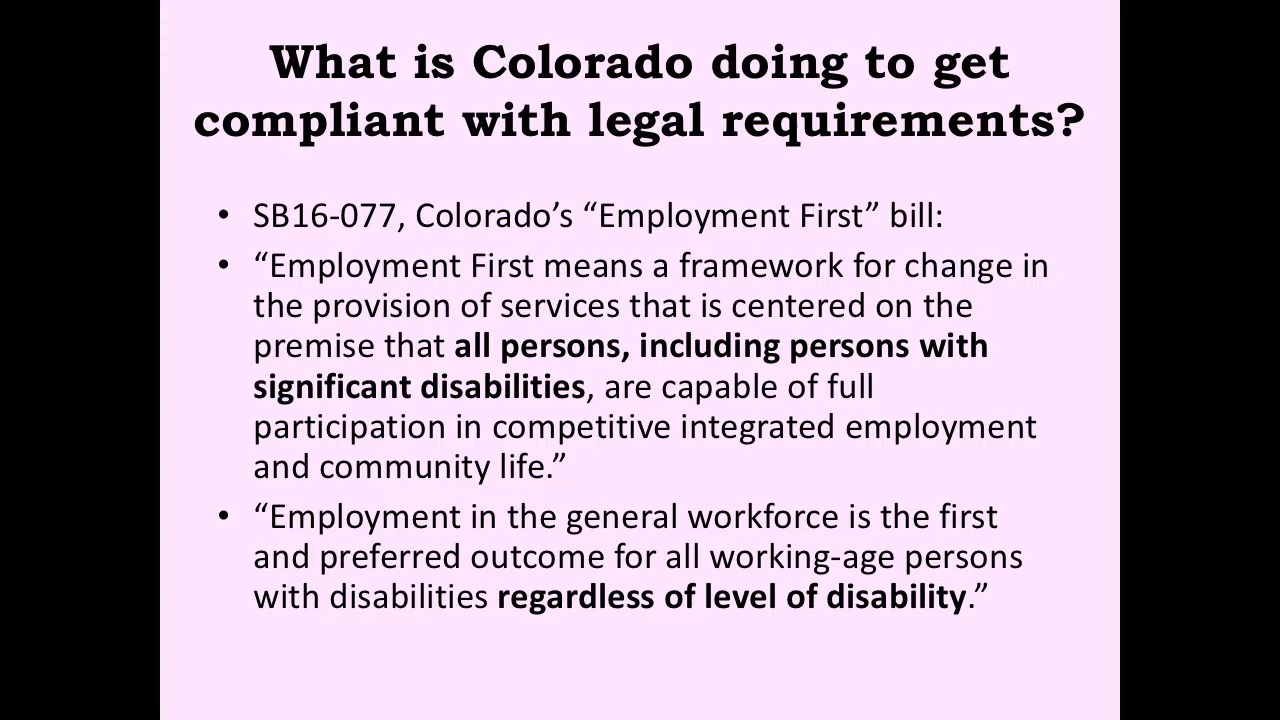 What is Colorado doing to get
compliant with legal requirements?
• SB16-077, Colorado’s “Employment First” bill:
• “Employment First means a framework for change in
the provision of services that is centered on the
premise that all persons, including persons with
significant disabilities, are capable of full
participation in competitive integrated employment
and community life.”
• “Employment in the general workforce is the first
and preferred outcome for all working-age persons
with disabilities regardless of level of disability.”